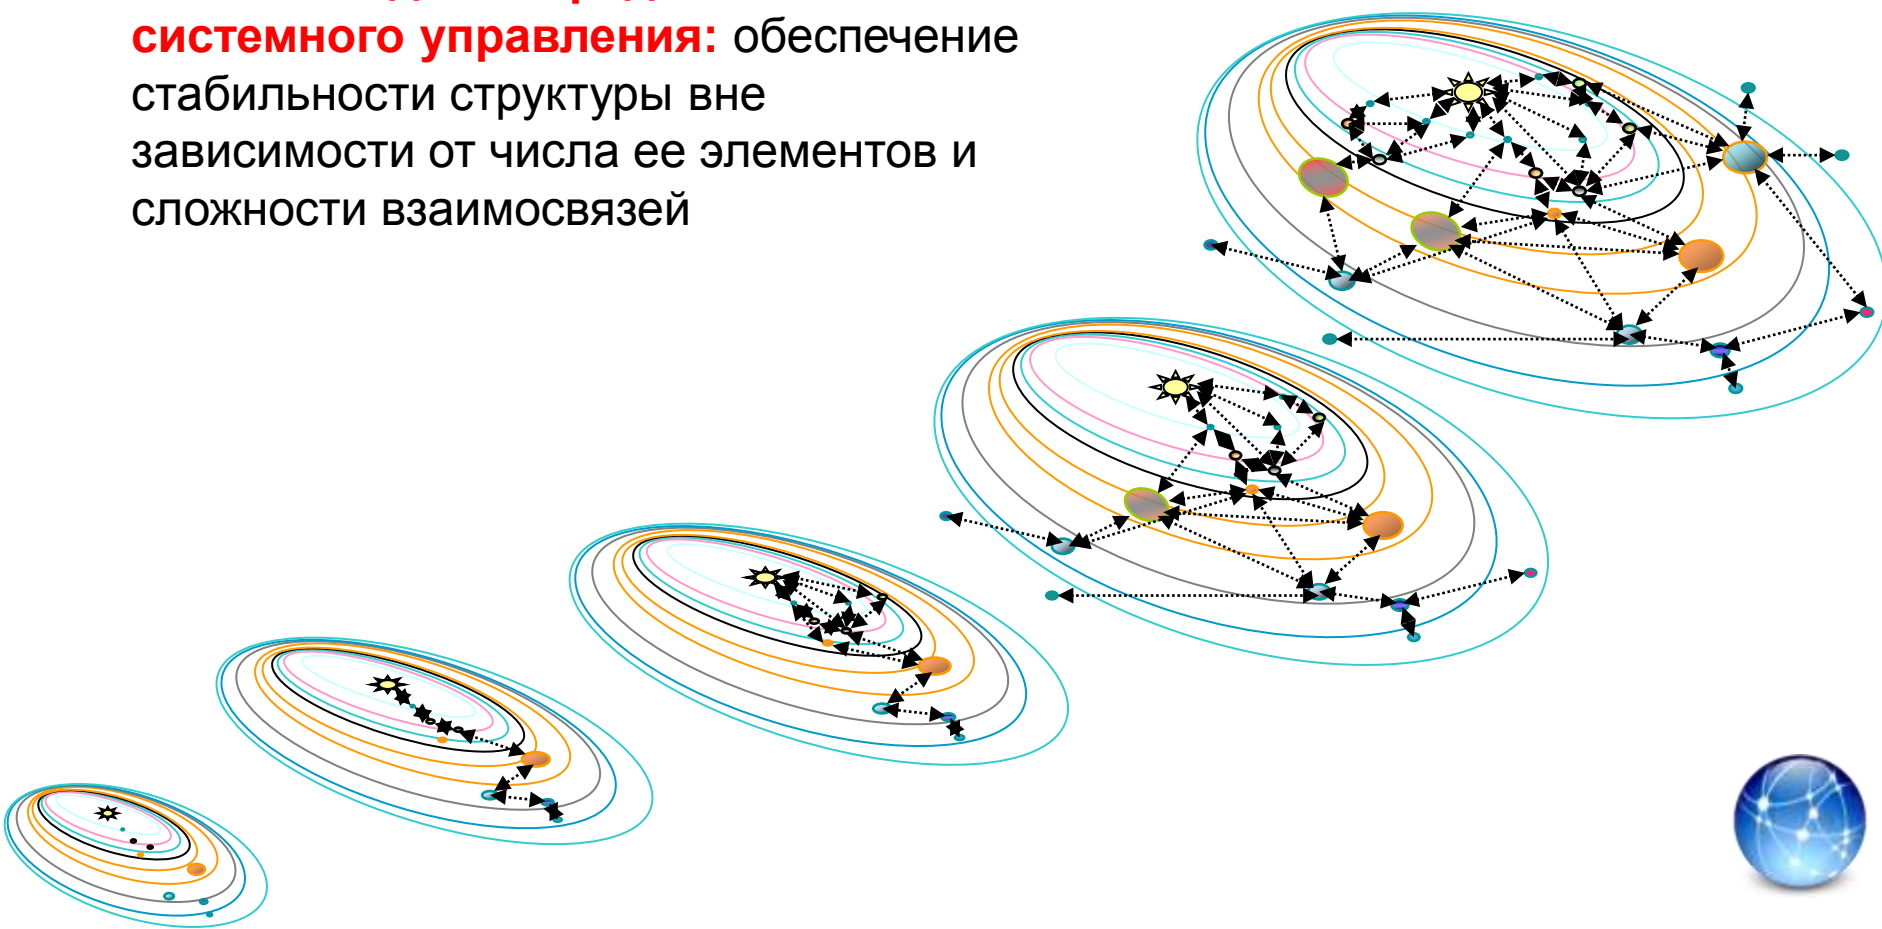 системного управления: обеспечение
стабильности структуры вне
зависимости от числа ее элементов и
сложности взаимосвязей